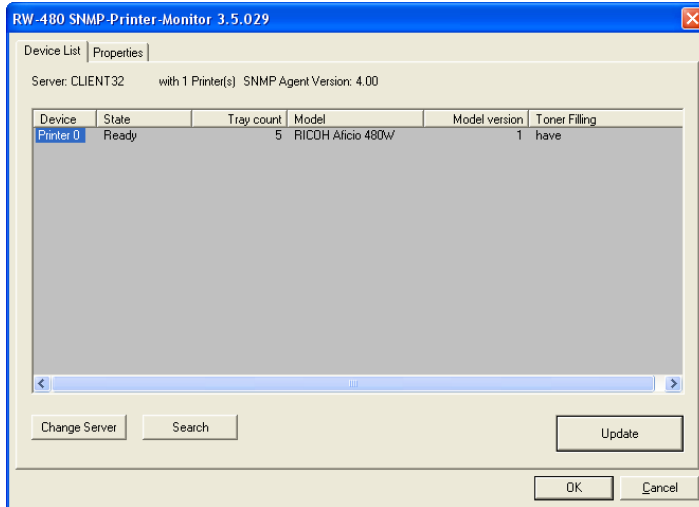 RW-480 SNMP-Printer-Monitor 3.5.029
Device List Properties
Server: CLIENT32 with 1 Printer(s) SNMP Agent Version: 4.00
Device State Tray count Model Model version Toner Filling
Printer 0 Ready 5 RICOH Aficio 480W 1 have
Change Server Search Update
OK Cancel